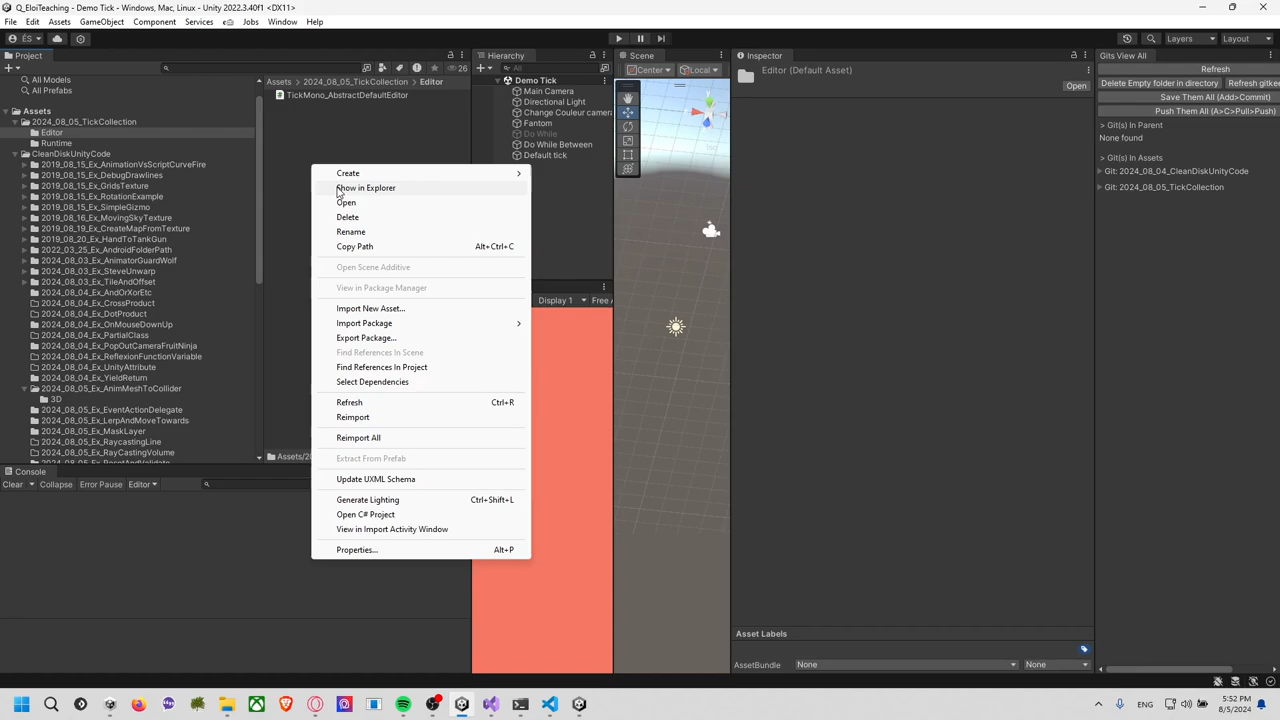 Q_EloiTeaching - Demo Tick - Windows, Mac, Linux - Unity 2022.3.40f1 <DX11>
File Edit Assets GameObject Component Services Jobs Window Help
ÉS Layers Layout
Project
26
All Models
All Prefabs
Assets
2024_08_05_TickCollection
Editor
Runtime
CleanDiskUnityCode
2019_08_15_Ex_AnimationVsScriptCurveFire
2019_08_15_Ex_DebugDrawlines
2019_08_15_Ex_GridsTexture
2019_08_15_Ex_RotationExample
2019_08_15_Ex_SimpleGizmo
2019_08_16_Ex_MovingSkyTexture
2019_08_19_Ex_CreateMapFromTexture
2019_08_20_Ex_HandToTankGun
2022_03_25_Ex_AndroidFolderPath
2024_08_03_Ex_AnimatorGuardWolf
2024_08_03_Ex_SteveUnwarp
2024_08_03_Ex_TileAndOffset
2024_08_04_Ex_AndOrXorEtc
2024_08_04_Ex_CrossProduct
2024_08_04_Ex_DotProduct
2024_08_04_Ex_OnMouseDownUp
2024_08_04_Ex_PartialClass
2024_08_04_Ex_PopOutCameraFruitNinja
2024_08_04_Ex_ReflexionFunctionVariable
2024_08_04_Ex_UnityAttribute
2024_08_04_Ex_YieldReturn
2024_08_05_Ex_AnimMeshToCollider
3D
2024_08_05_Ex_EventActionDelegate
2024_08_05_Ex_LerpAndMoveTowards
2024_08_05_Ex_MaskLayer
2024_08_05_Ex_RaycastingLine
2024_08_05_Ex_RayCastingVolume
Assets > 2024_08_05_TickCollection > Editor
TickMono_AbstractDefaultEditor
Assets/20
Create
Show in Explorer
Open
Delete
Rename
Copy Path Alt+Ctrl+C
Open Scene Additive
View in Package Manager
Import New Asset...
Import Package
Export Package...
Find References In Scene
Find References In Project
Select Dependencies
Refresh Ctrl+R
Reimport
Reimport All
Extract From Prefab
Update UXML Schema
Generate Lighting Ctrl+Shift+L
Open C# Project
View in Import Activity Window
Properties... Alt+P
Console
Clear Collapse Error Pause Editor
Hierarchy
All
Demo Tick
Main Camera
Directional Light
Change Couleur camera
Fantom
Do While
Do While Between
Default tick
Display 1 Free A
Scene
Center Local
Inspector
Editor (Default Asset)
Open
Asset Labels
AssetBundle None None
Gits View All
Refresh
Delete Empty folder in directory Refresh gitkee
Save Them All (Add>Commit)
Push Them All (A>C>Pull>Push)
> Git(s) In Parent
None found
> Git(s) In Assets
Git: 2024_08_04_CleanDiskUnityCode
Git: 2024_08_05_TickCollection
ENG
5:52 PM
8/5/2024